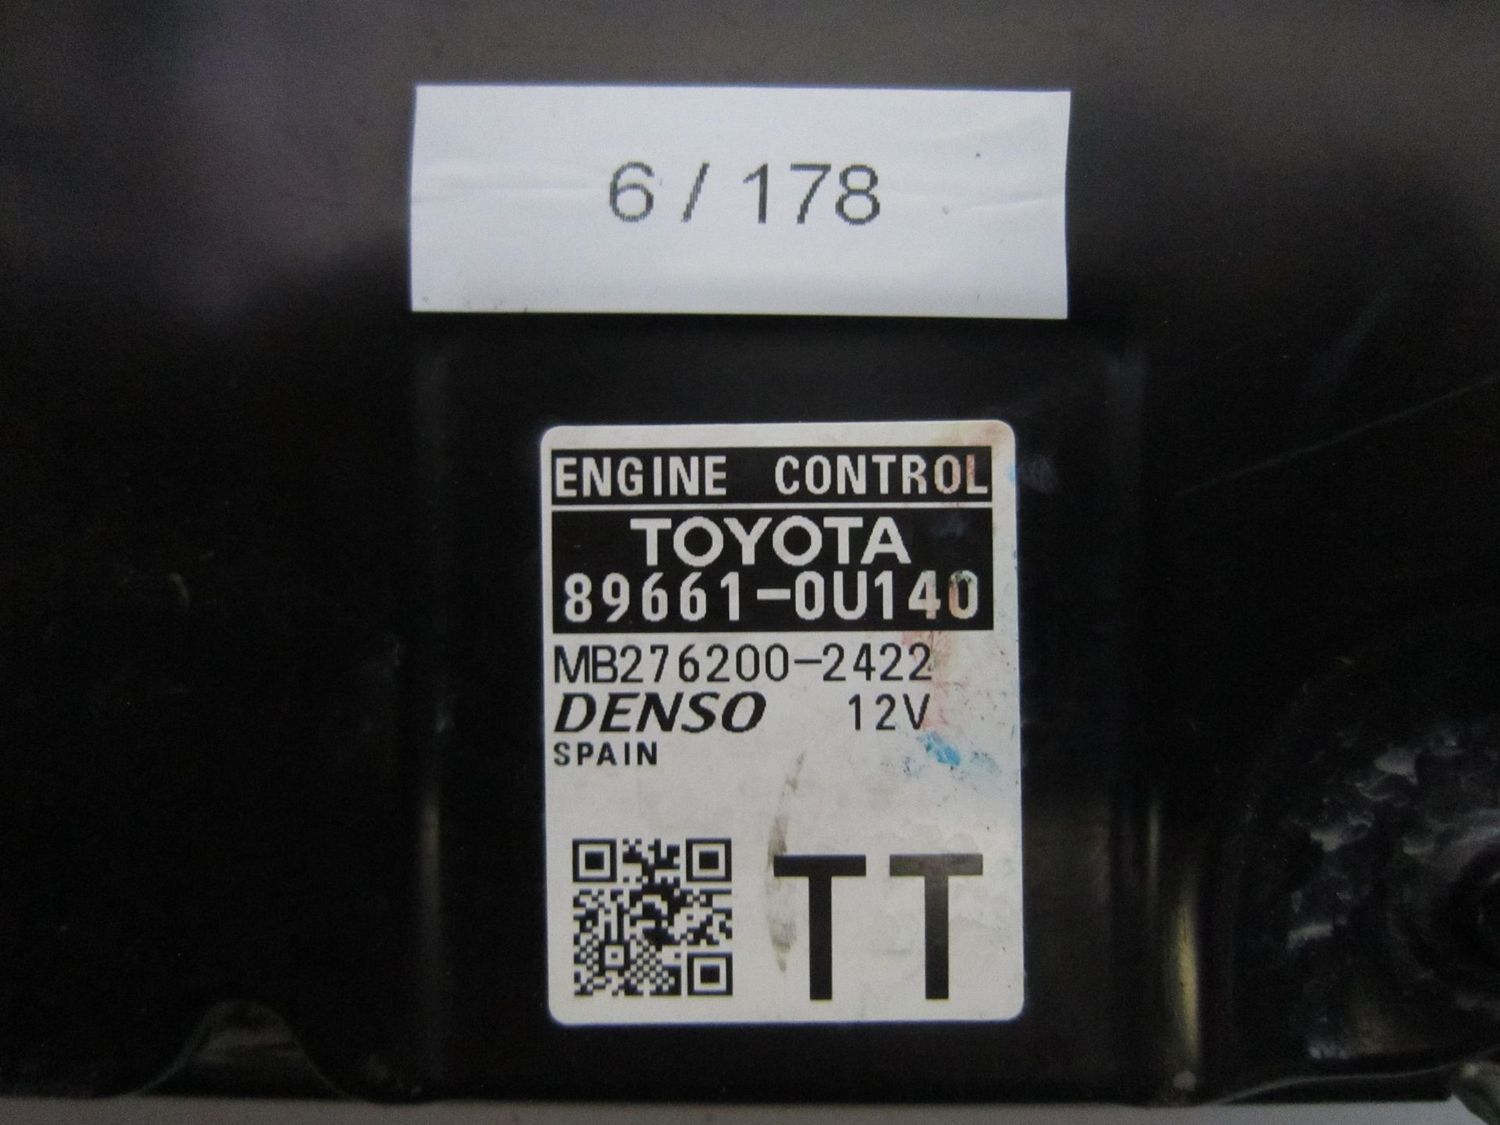 6 / 178
ENGINE CONTROL
TOYOTA
89661-0U140
MB276200-2422
DENSO 12V
SPAIN
TT